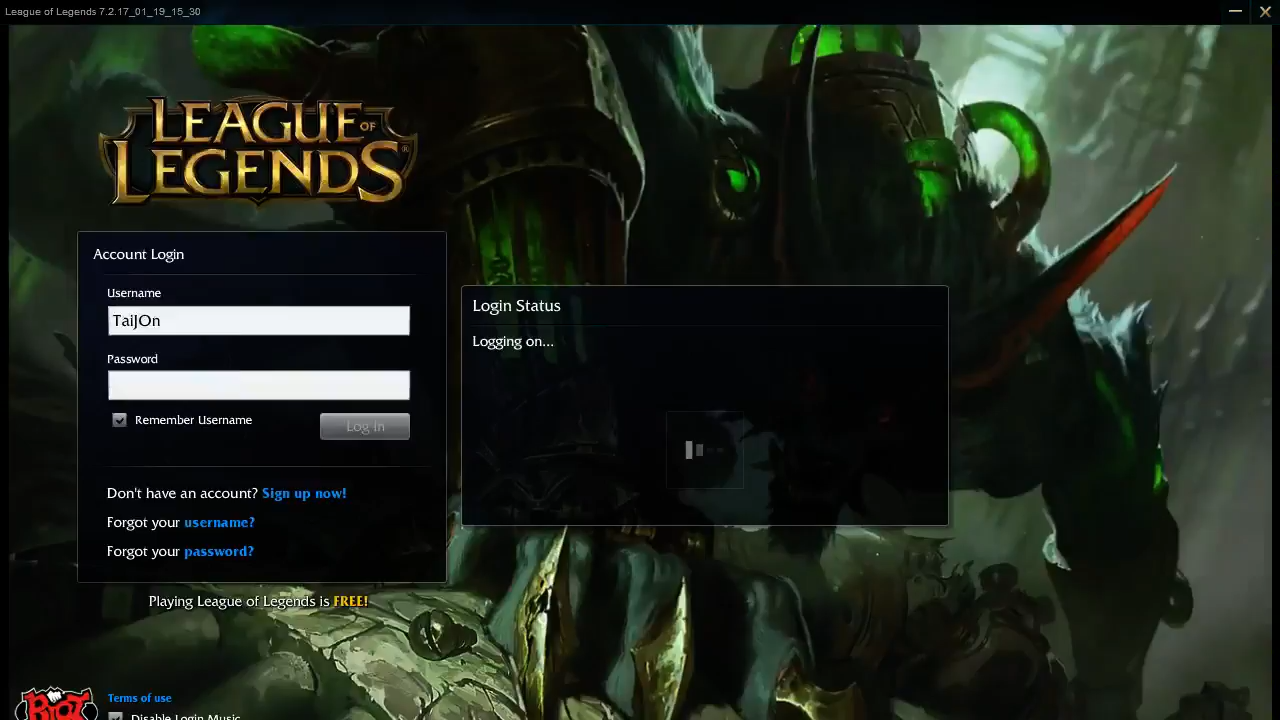 League of Legends 7.2.17_01_19_15_30
LEAGUE OF
LEGENDS®
Account Login
Username
TaiJOn
Password
Remember Username
Log In
Don't have an account? Sign up now!
Forgot your username?
Forgot your password?
Playing League of Legends is FREE!
Login Status
Logging on...
RIOT
Terms of use
Disable Login Music